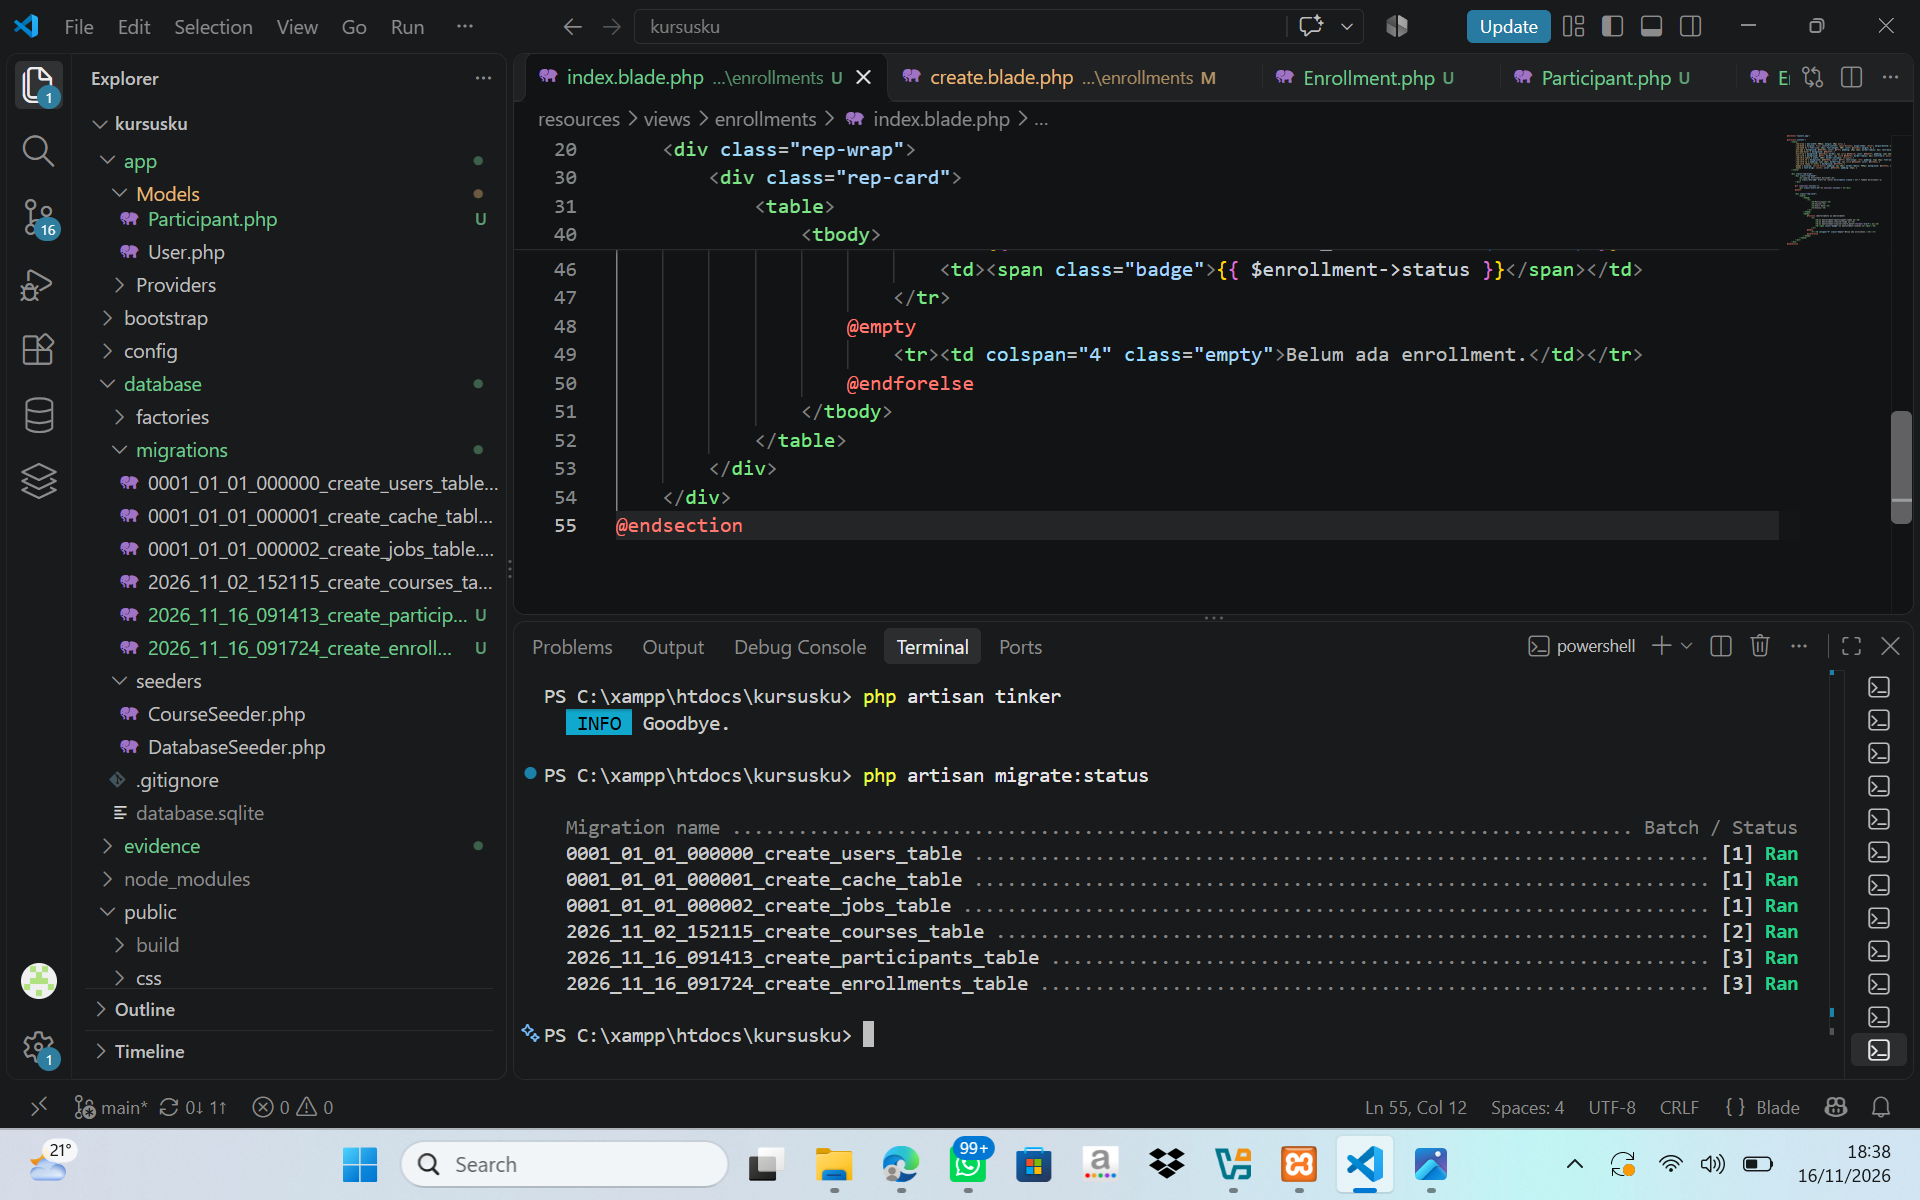 File Edit Selection View Go Run ···
kursusku
Update
Explorer
1
kursusku
app
Models
Participant.php U
User.php
Providers
bootstrap
config
database
factories
migrations
0001_01_01_000000_create_users_table...
0001_01_01_000001_create_cache_tabl...
0001_01_01_000002_create_jobs_table....
2026_11_02_152115_create_courses_ta...
2026_11_16_091413_create_particip... U
2026_11_16_091724_create_enroll... U
seeders
CourseSeeder.php
DatabaseSeeder.php
.gitignore
database.sqlite
evidence
node_modules
public
build
css
Outline
Timeline
16
1
index.blade.php ...\enrollments U
create.blade.php ...\enrollments M
Enrollment.php U
Participant.php U
resources > views > enrollments > index.blade.php > ...
20 <div class="rep-wrap">
30 <div class="rep-card">
31 <table>
40 <tbody>
46 <td><span class="badge">{{ $enrollment->status }}</span></td>
47 </tr>
48 @empty
49 <tr><td colspan="4" class="empty">Belum ada enrollment.</td></tr>
50 @endforelse
51 </tbody>
52 </table>
53 </div>
54 </div>
55 @endsection
Problems Output Debug Console Terminal Ports
powershell
PS C:\xampp\htdocs\kursusku> php artisan tinker
INFO Goodbye.
PS C:\xampp\htdocs\kursusku> php artisan migrate:status
Migration name .................................................................................. Batch / Status
0001_01_01_000000_create_users_table ................................................................... [1] Ran
0001_01_01_000001_create_cache_table ................................................................... [1] Ran
0001_01_01_000002_create_jobs_table .................................................................... [1] Ran
2026_11_02_152115_create_courses_table ................................................................. [2] Ran
2026_11_16_091413_create_participants_table ............................................................ [3] Ran
2026_11_16_091724_create_enrollments_table ............................................................. [3] Ran
PS C:\xampp\htdocs\kursusku>
main* 0↓ 1↑ 0 0
Ln 55, Col 12 Spaces: 4 UTF-8 CRLF { } Blade
21°
Search
99+
a
18:38
16/11/2026